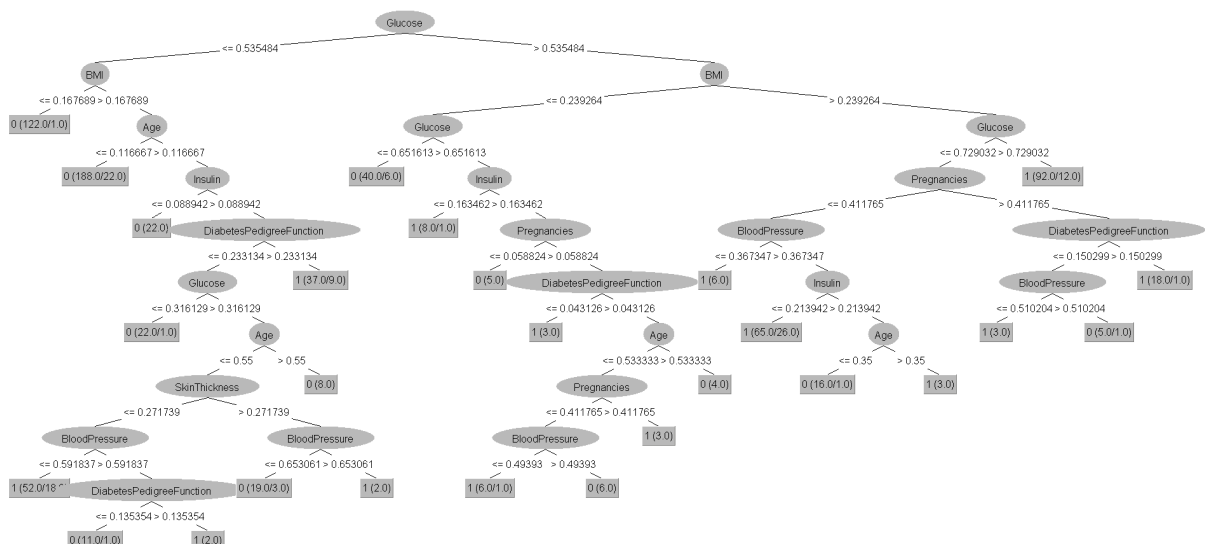 Glucose
<= 0.535484 > 0.535484
BMI BMI
<= 0.167689 > 0.167689 <= 0.239264 > 0.239264
0 (122.0/1.0) Age Glucose Glucose
<= 0.116667 > 0.116667 <= 0.651613 > 0.651613 <= 0.729032 > 0.729032
0 (188.0/22.0) Insulin 0 (40.0/6.0) Insulin Pregnancies 1 (92.0/12.0)
<= 0.088942 > 0.088942 <= 0.163462 > 0.163462 <= 0.411765 > 0.411765
0 (22.0) DiabetesPedigreeFunction 1 (8.0/1.0) Pregnancies BloodPressure DiabetesPedigreeFunction
<= 0.233134 > 0.233134 <= 0.058824 > 0.058824 <= 0.367347 > 0.367347 <= 0.150299 > 0.150299
Glucose 1 (37.0/9.0) 0 (5.0) DiabetesPedigreeFunction 1 (6.0) Insulin BloodPressure 1 (18.0/1.0)
<= 0.316129 > 0.316129 <= 0.043126 > 0.043126 <= 0.213942 > 0.213942 <= 0.510204 > 0.510204
0 (22.0/1.0) Age 1 (3.0) Age 1 (65.0/26.0) Age 1 (3.0) 0 (5.0/1.0)
<= 0.55 > 0.55 <= 0.533333 > 0.533333 <= 0.35 > 0.35
SkinThickness 0 (8.0) Pregnancies 0 (4.0) 0 (16.0/1.0) 1 (3.0)
<= 0.271739 > 0.271739 <= 0.411765 > 0.411765
BloodPressure BloodPressure BloodPressure 1 (3.0)
<= 0.591837 > 0.591837 <= 0.653061 > 0.653061 <= 0.49393 > 0.49393
1 (52.0/18. DiabetesPedigreeFunction 0 (19.0/3.0) 1 (2.0) 1 (6.0/1.0) 0 (6.0)
<= 0.135354 > 0.135354
0 (11.0/1.0) 1 (2.0)